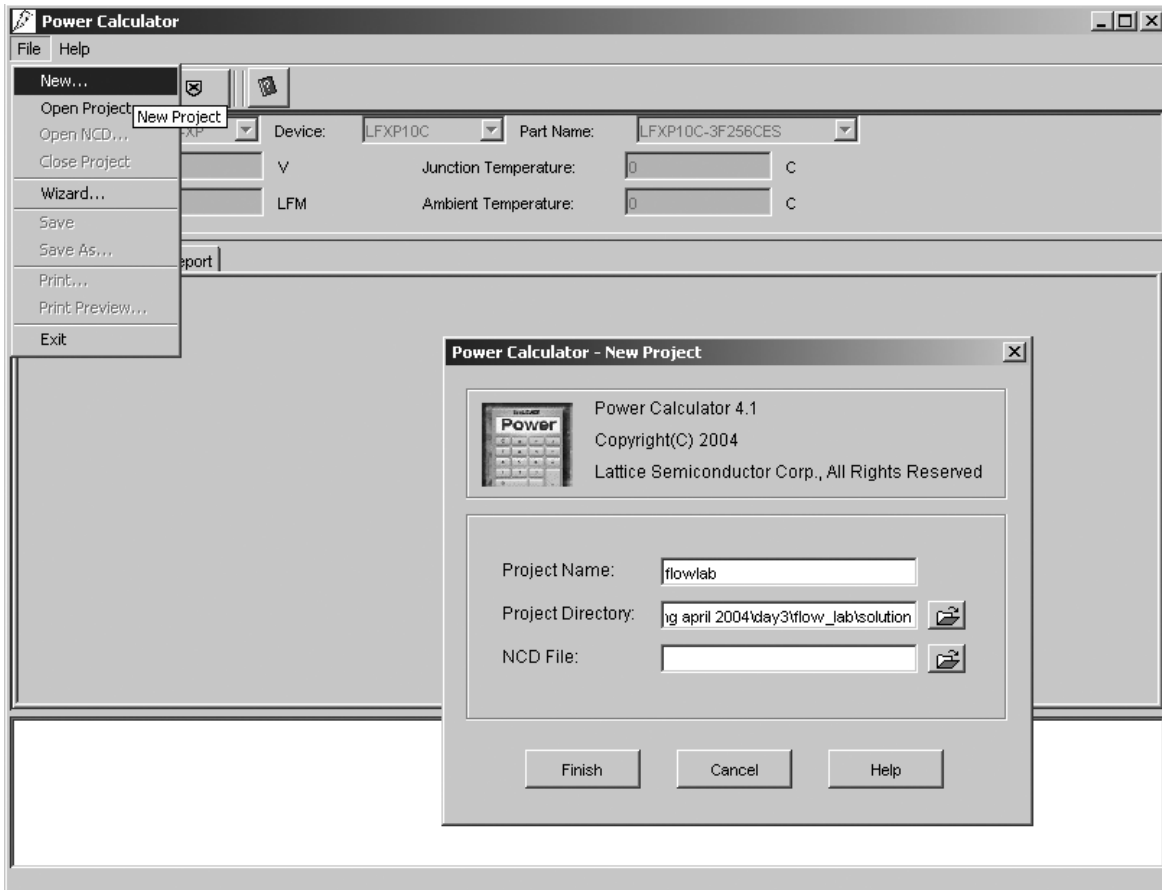 Power Calculator
File Help
New...
Open Project
New Project
Open NCD...
Close Project
Wizard...
Save
Save As...
Print...
Print Preview...
Exit
XP Device: LFXP10C Part Name: LFXP10C-3F256CES
V Junction Temperature: 0 C
LFM Ambient Temperature: 0 C
eport
Power Calculator - New Project
Power
Power Calculator 4.1
Copyright(C) 2004
Lattice Semiconductor Corp., All Rights Reserved
Project Name: flowlab
Project Directory: ng april 2004\day3\flow_lab\solution
NCD File:
Finish Cancel Help